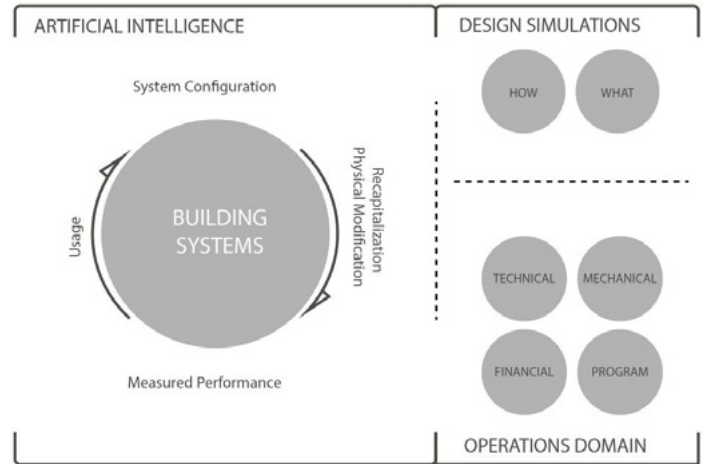 ARTIFICIAL INTELLIGENCE
DESIGN SIMULATIONS
System Configuration
HOW
WHAT
Usage
BUILDING
SYSTEMS
Recapitalization
Physical Modification
TECHNICAL
MECHANICAL
FINANCIAL
PROGRAM
Measured Performance
OPERATIONS DOMAIN